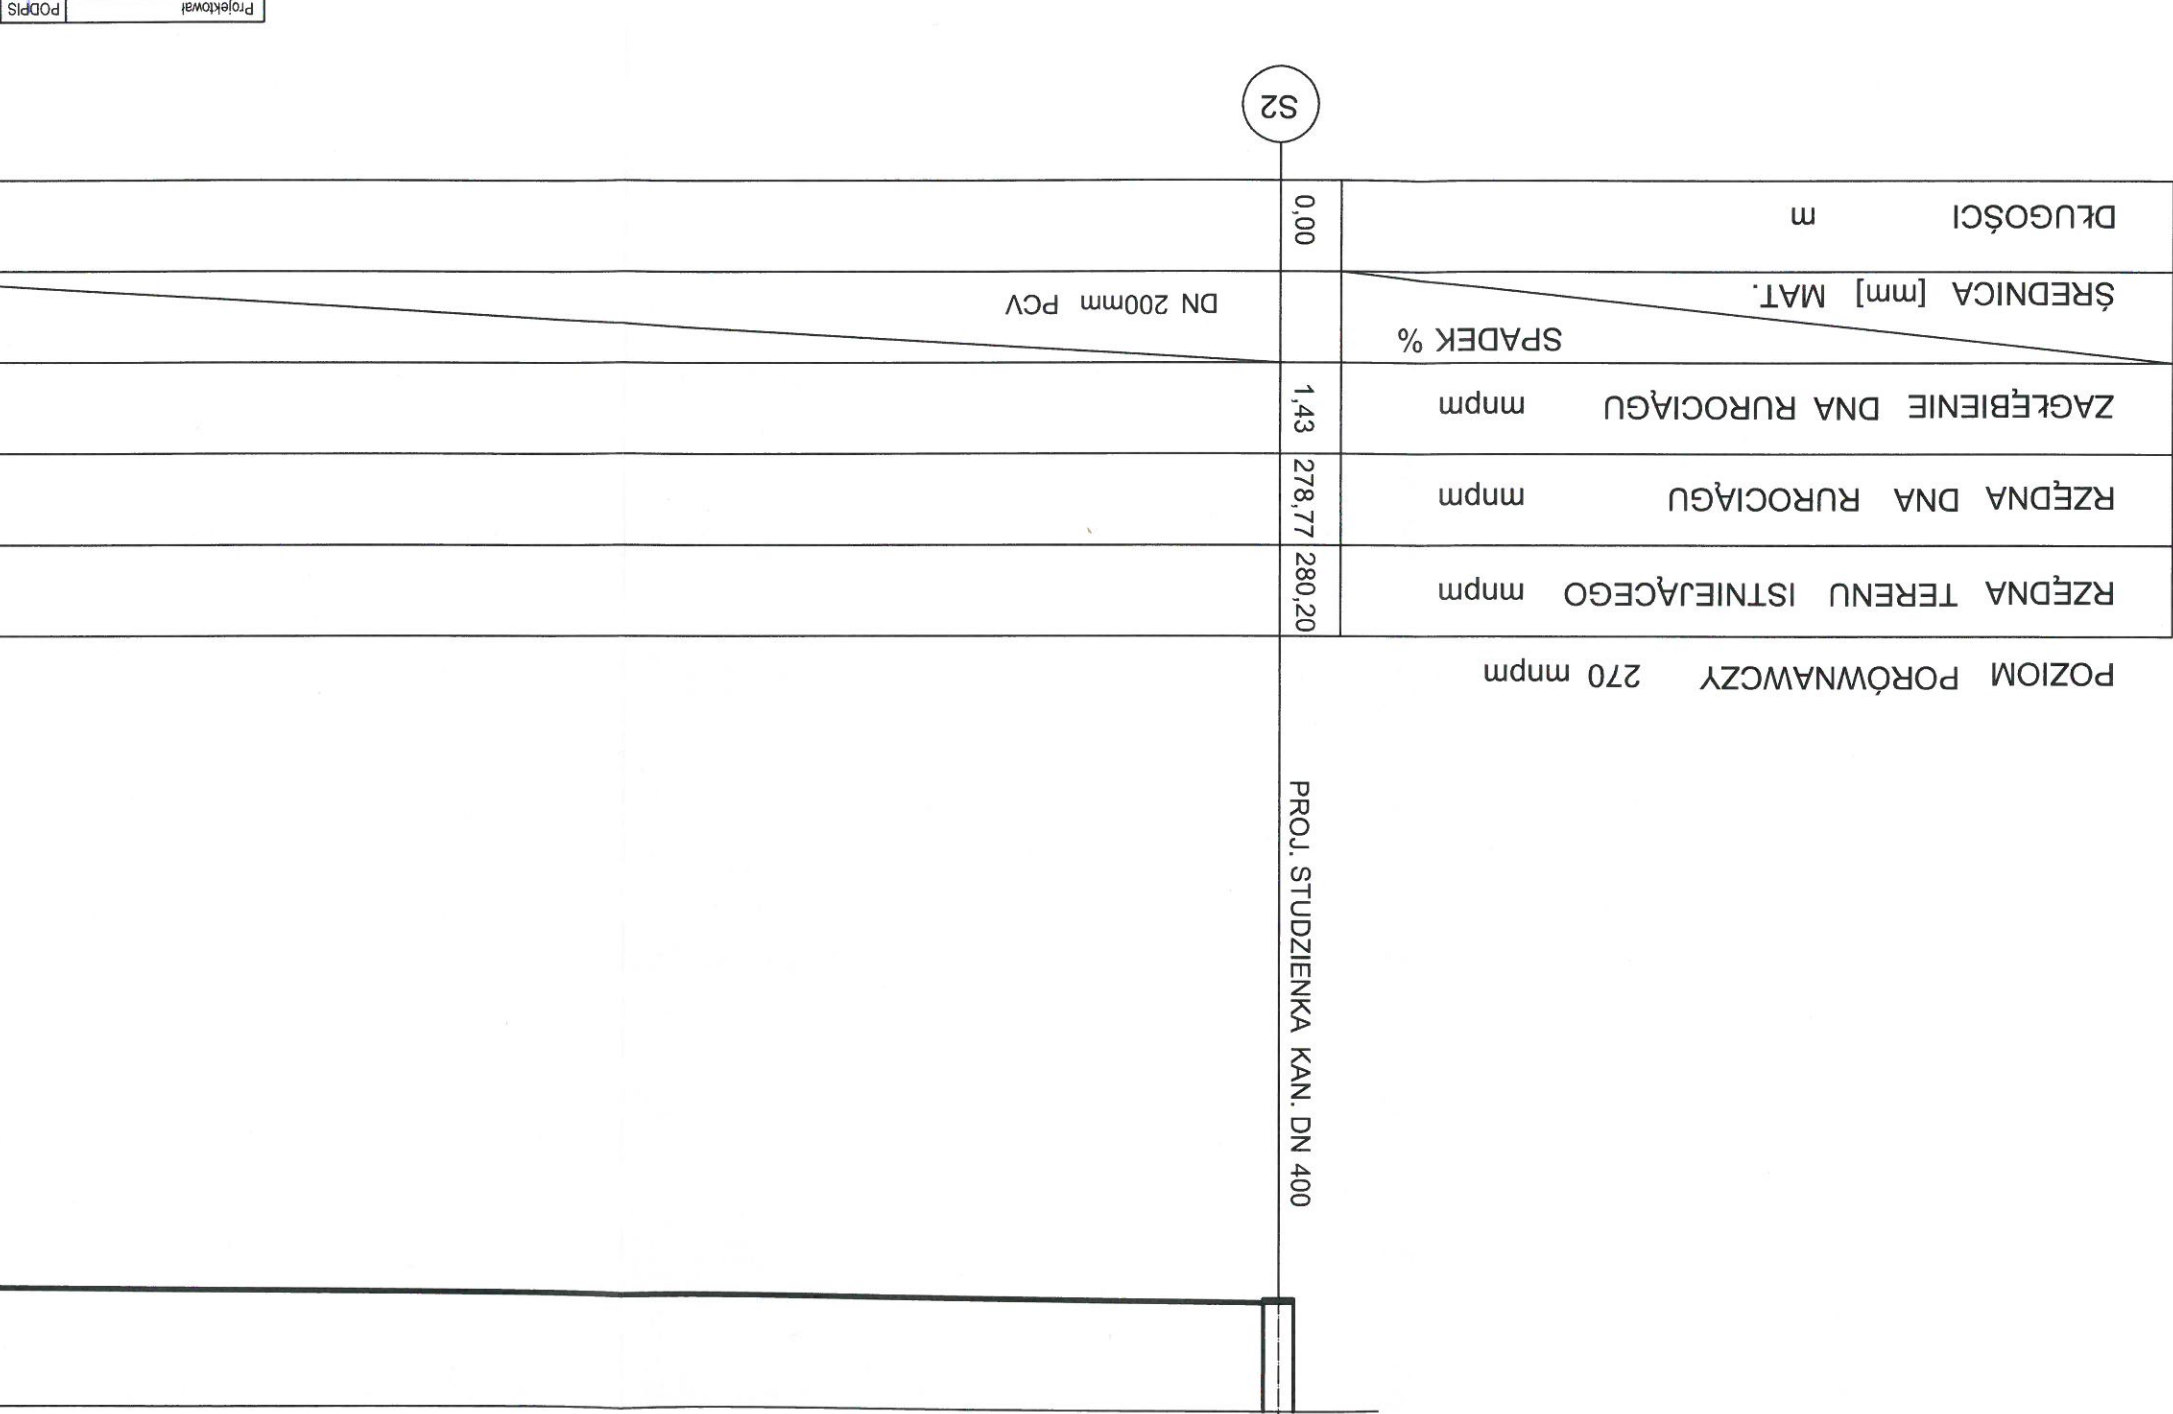 PROJ. STUDZIENKA KAN. DN 400
POZIOM PORÓWNAWCZY 270 mnpm
RZĘDNA TERENU ISTNIEJĄCEGO mnpm 280,20
RZĘDNA DNA RUROCIĄGU mnpm 278,77
ZAGŁĘBIENIE DNA RUROCIĄGU mnpm 1,43
SPADEK %
ŚREDNICA [mm] MAT. DN 200mm PCV
DŁUGOŚCI m 0,00
S2
Projektował PODPIS